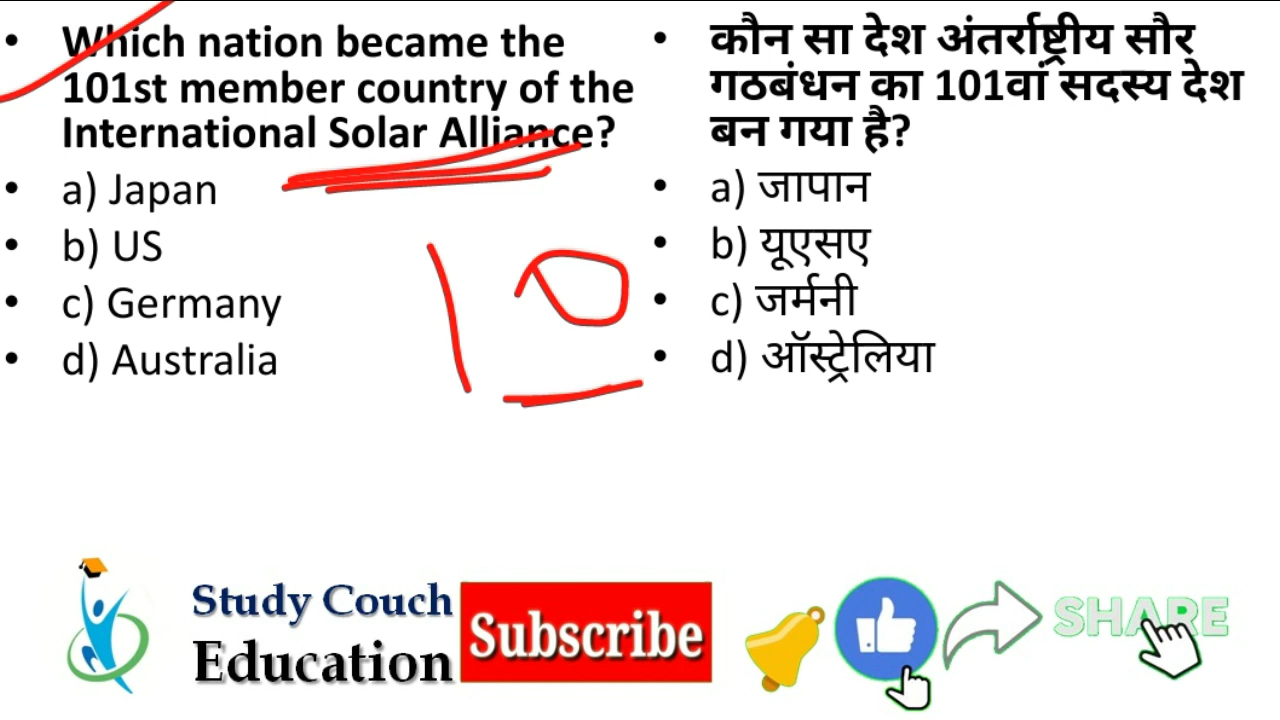 • Which nation became the
101st member country of the
International Solar Alliance?
• a) Japan
• b) US
• c) Germany
• d) Australia
• कौन सा देश अंतर्राष्ट्रीय सौर
गठबंधन का 101वां सदस्य देश
बन गया है?
• a) जापान
• b) यूएसए
• c) जर्मनी
• d) ऑस्ट्रेलिया
10
Study Couch
Education
Subscribe
SHARE